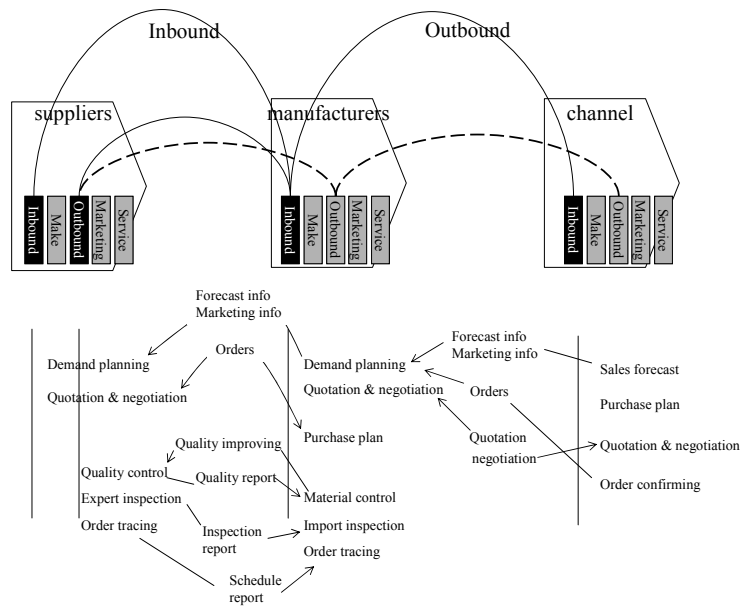 Inbound
Outbound
suppliers
manufacturers
channel
Inbound
Make
Outbound
Marketing
Service
Inbound
Make
Outbound
Marketing
Service
Inbound
Make
Outbound
Marketing
Service
Forecast info
Marketing info
Demand planning
Orders
Quotation & negotiation
Quality improving
Quality control
Quality report
Expert inspection
Order tracing
Inspection
report
Schedule
report
Demand planning
Quotation & negotiation
Purchase plan
Material control
Import inspection
Order tracing
Forecast info
Marketing info
Orders
Quotation
negotiation
Sales forecast
Purchase plan
Quotation & negotiation
Order confirming